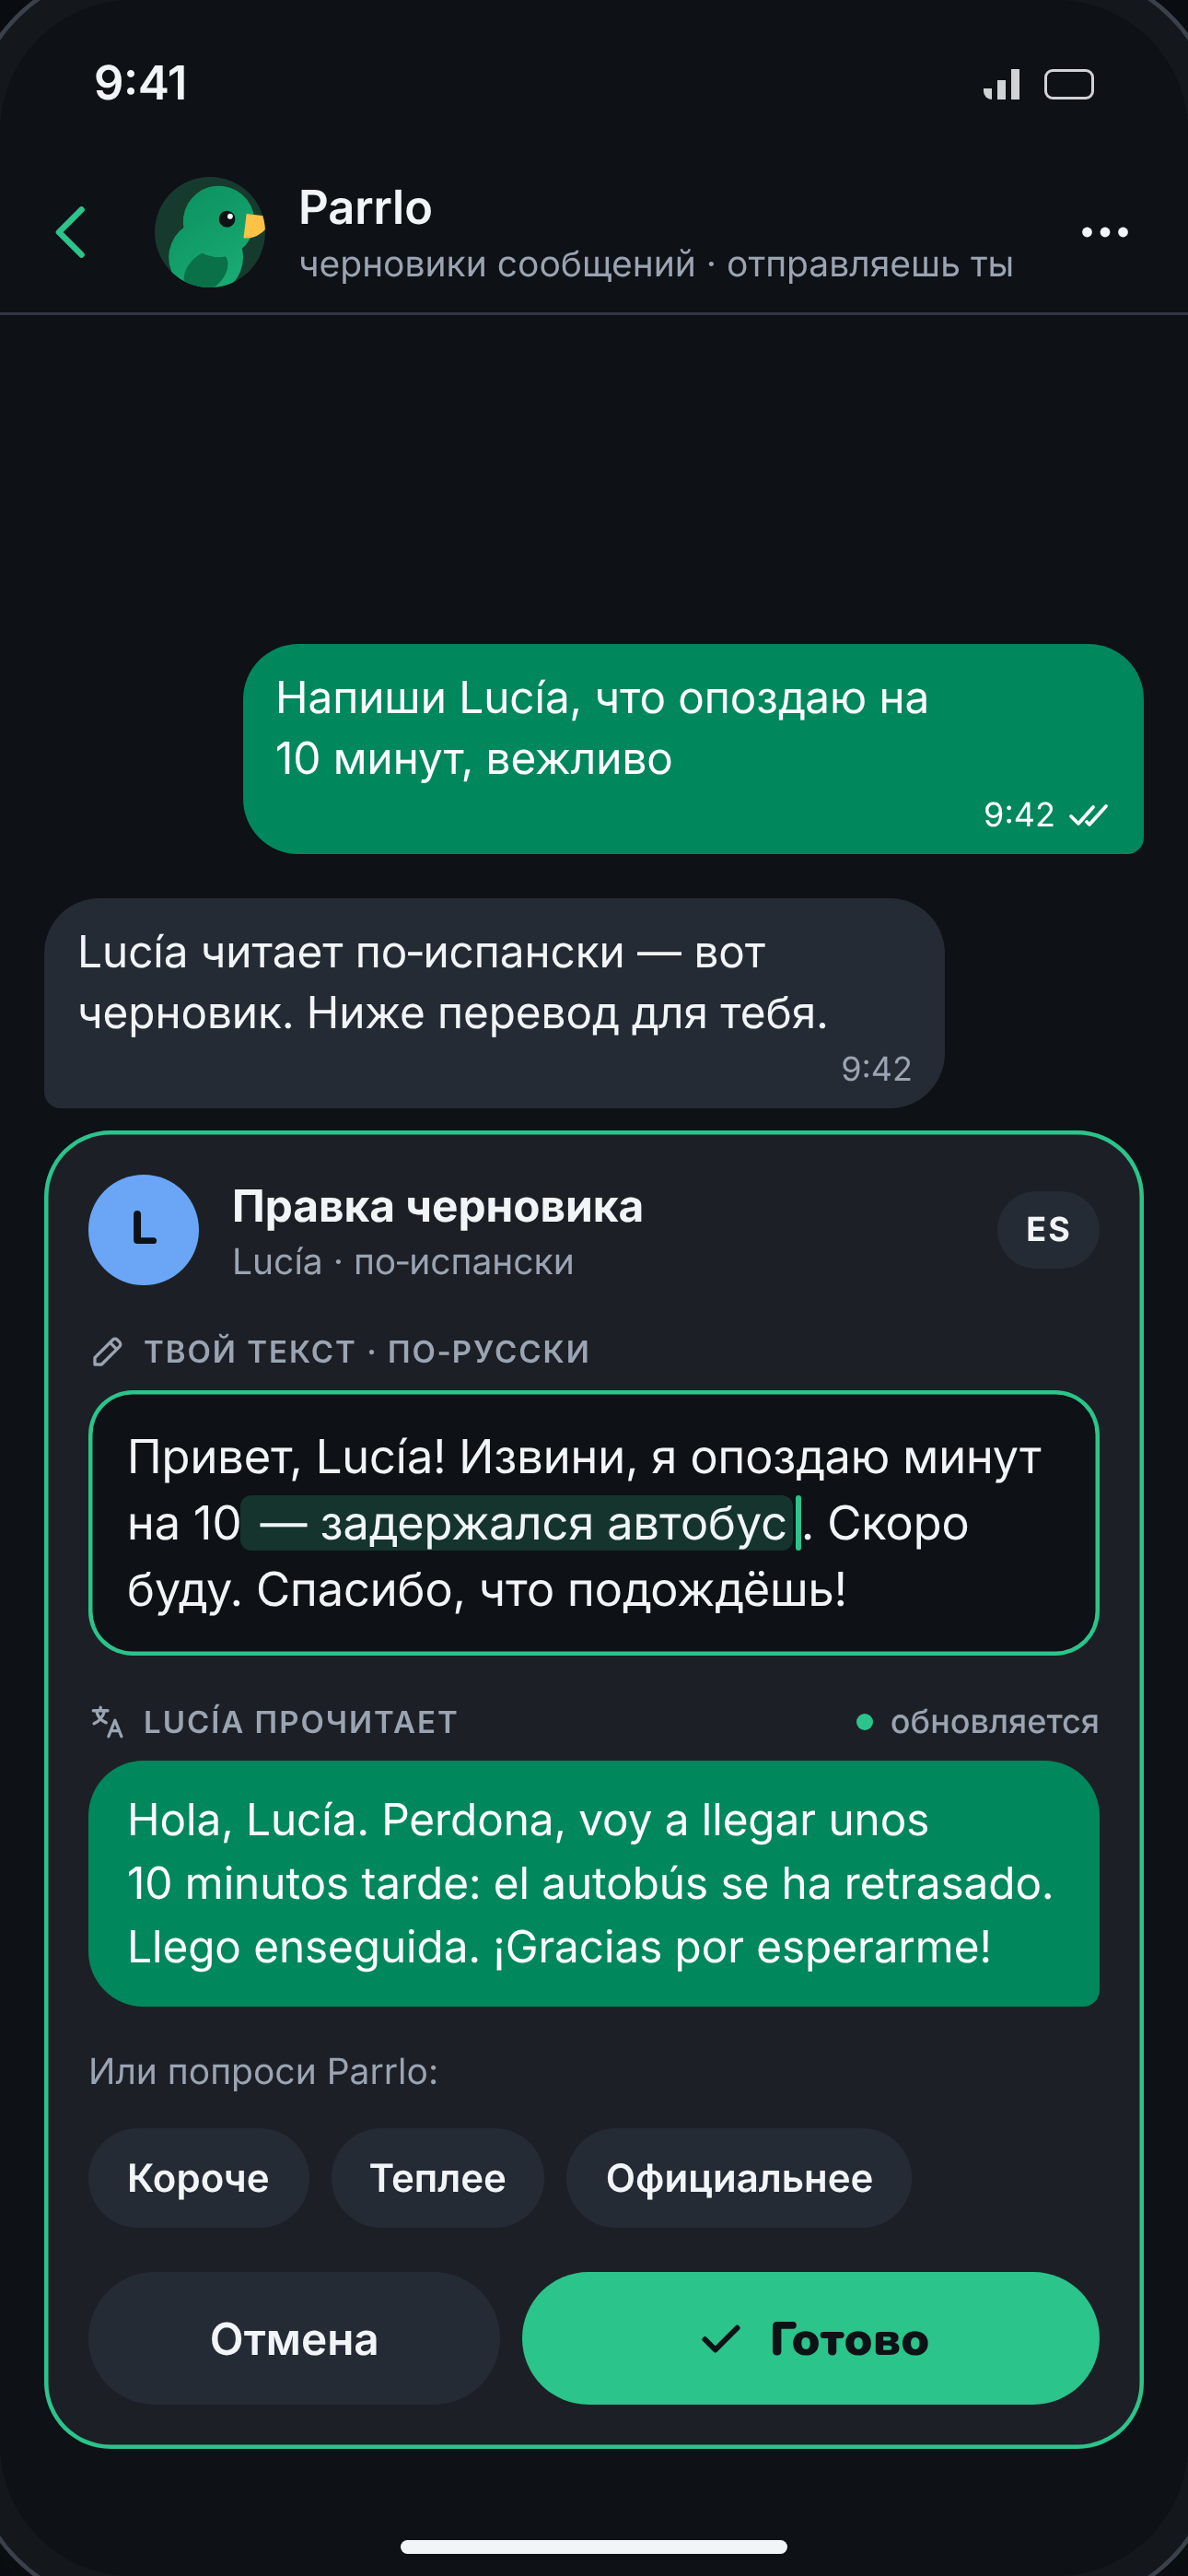 9:41
Parrlo
черновики сообщений · отправляешь ты
Напиши Lucía, что опоздаю на
10 минут, вежливо
9:42
Lucía читает по-испански — вот
черновик. Ниже перевод для тебя.
9:42
L
Правка черновика
ES
Lucía · по-испански
ТВОЙ ТЕКСТ · ПО-РУССКИ
Привет, Lucía! Извини, я опоздаю минут
на 10 — задержался автобус. Скоро
буду. Спасибо, что подождёшь!
LUCÍA ПРОЧИТАЕТ
обновляется
Hola, Lucía. Perdona, voy a llegar unos
10 minutos tarde: el autobús se ha retrasado.
Llego enseguida. ¡Gracias por esperarme!
Или попроси Parrlo:
Короче
Теплее
Официальнее
Отмена
Готово